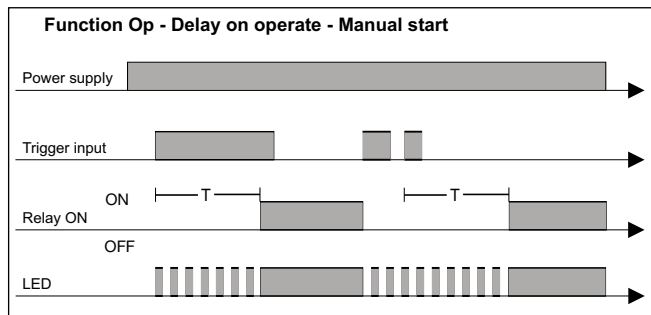 Function Op - Delay on operate - Manual start
Power supply
Trigger input
ON
T
T
Relay ON
OFF
LED